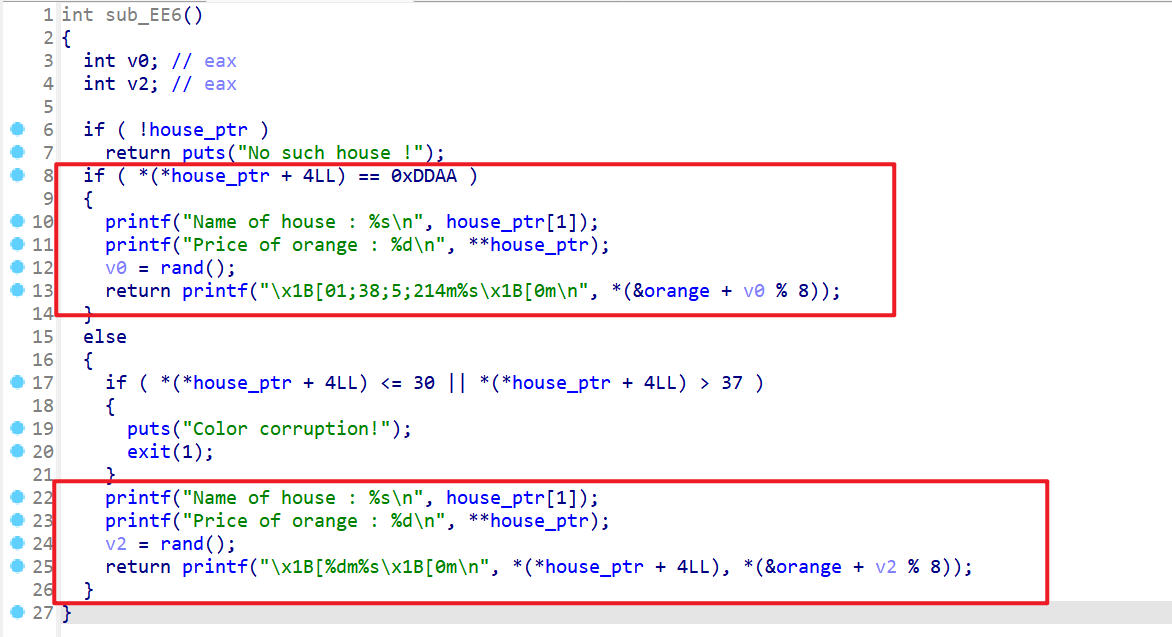 1 int sub_EE6()
2 {
3   int v0; // eax
4   int v2; // eax
5
6   if ( !house_ptr )
7     return puts("No such house !");
8   if ( *(*house_ptr + 4LL) == 0xDDAA )
9   {
10     printf("Name of house : %s\n", house_ptr[1]);
11     printf("Price of orange : %d\n", **house_ptr);
12     v0 = rand();
13     return printf("\x1B[01;38;5;214m%s\x1B[0m\n", *(&orange + v0 % 8));
14   }
15   else
16   {
17     if ( *(*house_ptr + 4LL) <= 30 || *(*house_ptr + 4LL) > 37 )
18     {
19       puts("Color corruption!");
20       exit(1);
21     }
22     printf("Name of house : %s\n", house_ptr[1]);
23     printf("Price of orange : %d\n", **house_ptr);
24     v2 = rand();
25     return printf("\x1B[%dm%s\x1B[0m\n", *(*house_ptr + 4LL), *(&orange + v2 % 8));
26   }
27 }